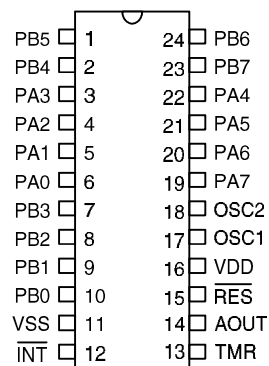 PB5 1 24 PB6
PB4 2 23 PB7
PA3 3 22 PA4
PA2 4 21 PA5
PA1 5 20 PA6
PA0 6 19 PA7
PB3 7 18 OSC2
PB2 8 17 OSC1
PB1 9 16 VDD
PB0 10 15 R̅E̅S̅
VSS 11 14 AOUT
I̅N̅T̅ 12 13 TMR